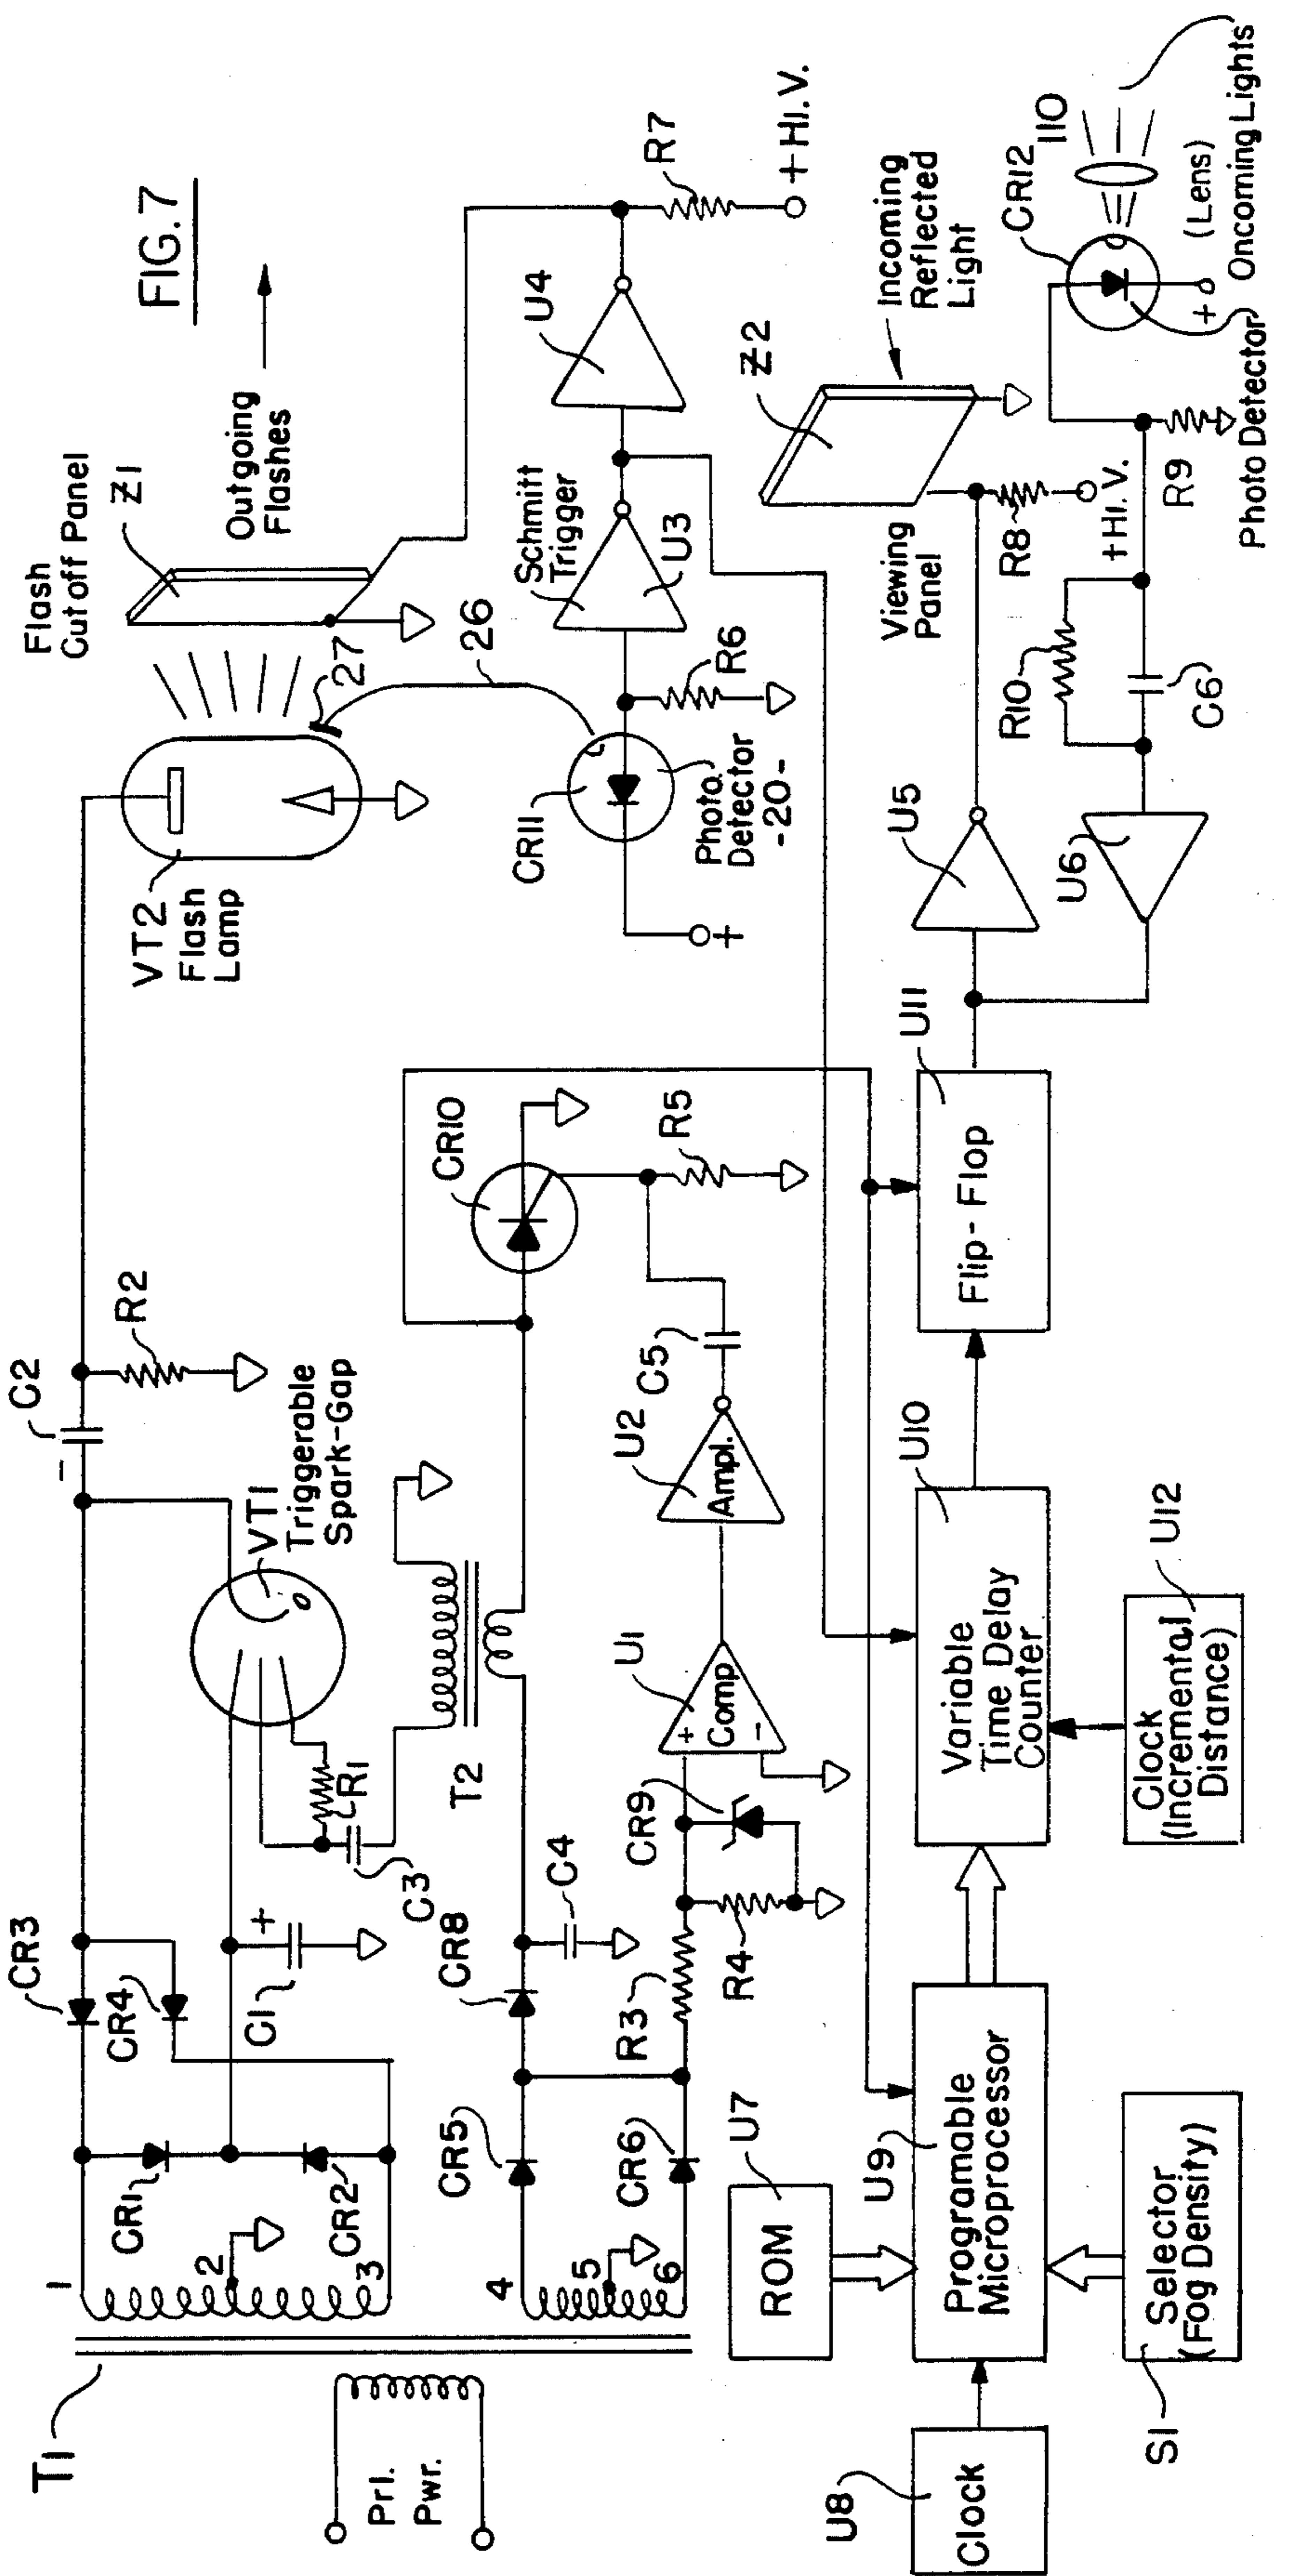 FIG.7
T1
Pri.
Pwr.
1
2
3
4
5
6
CR1
CR2
CR3
CR4
C1
+
C2
−
R2
VT1
Triggerable
Spark-Gap
R1
C3
T2
CR5
CR6
CR8
C4
R3
R4
CR9
U1
+
Comp
−
U2
Ampl.
C5
CR10
R5
VT2
Flash
Lamp
27
26
Flash
Cutoff Panel
Z1
Outgoing
Flashes
CR11
Photo
Detector
-20-
+
R6
Schmitt
Trigger
U3
U4
R7
+HI.V.
Z2
Incoming
Reflected
Light
Viewing
Panel
R8
+HI.V.
U5
U6
R10
C6
R9
CR12
110
(Lens)
+
Oncoming Lights
Photo Detector
U7
ROM
U8
Clock
U9
Programable
Microprocessor
S1
Selector
(Fog Density)
U10
Variable
Time Delay
Counter
U12
Clock
(Incremental
Distance)
U11
Flip-Flop